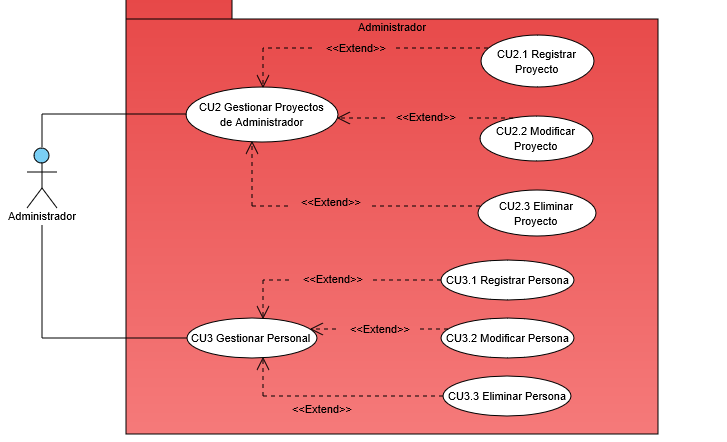 Administrador
<<Extend>>
CU2.1 Registrar
Proyecto
CU2 Gestionar Proyectos
de Administrador
<<Extend>>
CU2.2 Modificar
Proyecto
<<Extend>>
CU2.3 Eliminar
Proyecto
Administrador
<<Extend>>
CU3.1 Registrar Persona
CU3 Gestionar Personal
<<Extend>>
CU3.2 Modificar Persona
<<Extend>>
CU3.3 Eliminar Persona